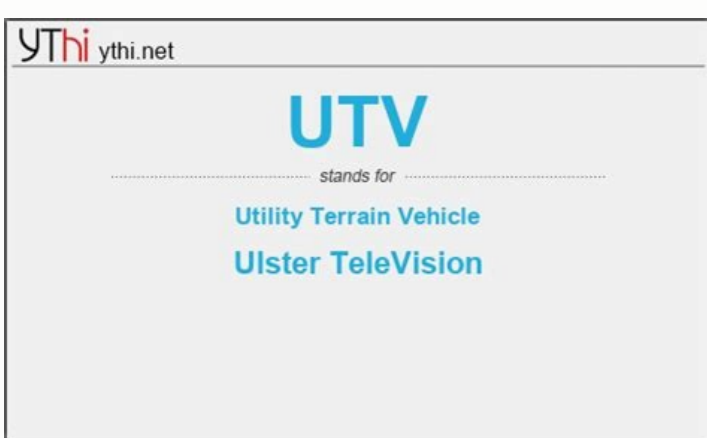 YThi ythi.net
UTV
stands for
Utility Terrain Vehicle
Ulster TeleVision